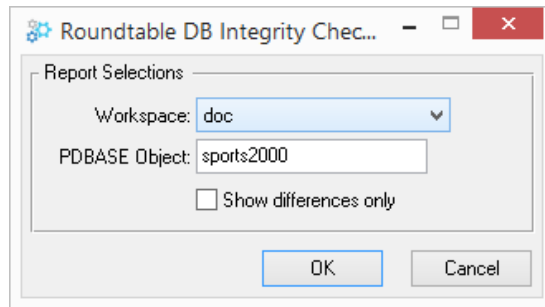 Roundtable DB Integrity Chec...
Report Selections
Workspace: doc
PDBASE Object: sports2000
Show differences only
OK Cancel